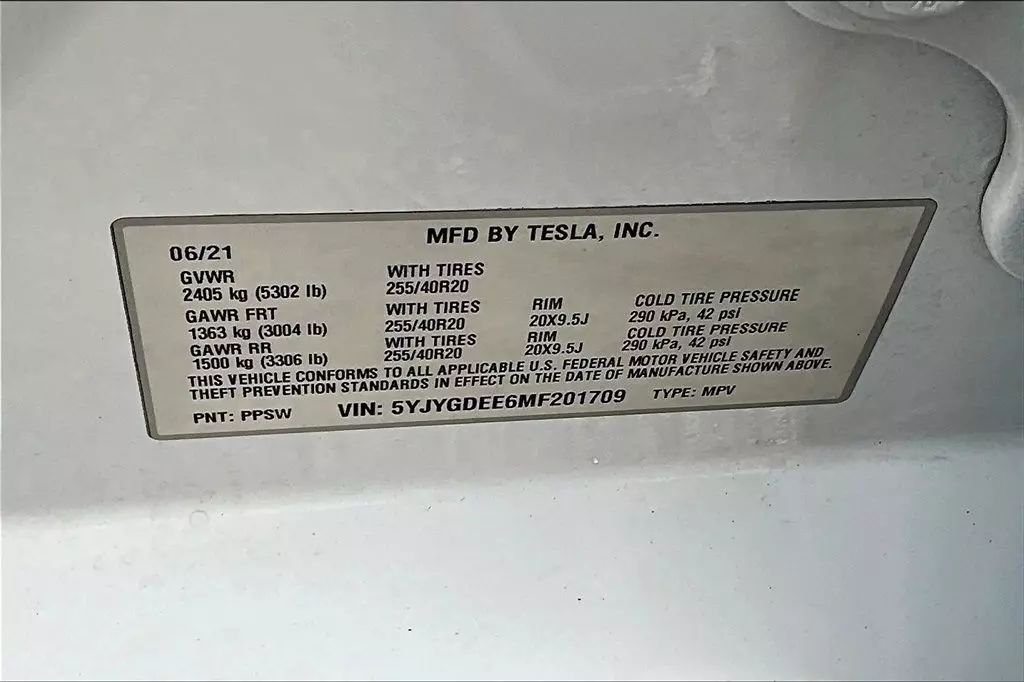 MFD BY TESLA, INC.
06/21
GVWR WITH TIRES
2405 kg (5302 lb) 255/40R20
GAWR FRT WITH TIRES RIM COLD TIRE PRESSURE
1363 kg (3004 lb) 255/40R20 20X9.5J 290 kPa, 42 psi
GAWR RR WITH TIRES RIM COLD TIRE PRESSURE
1500 kg (3306 lb) 255/40R20 20X9.5J 290 kPa, 42 psi
THIS VEHICLE CONFORMS TO ALL APPLICABLE U.S. FEDERAL MOTOR VEHICLE SAFETY AND
THEFT PREVENTION STANDARDS IN EFFECT ON THE DATE OF MANUFACTURE SHOWN ABOVE.
PNT: PPSW VIN: 5YJYGDEE6MF201709 TYPE: MPV